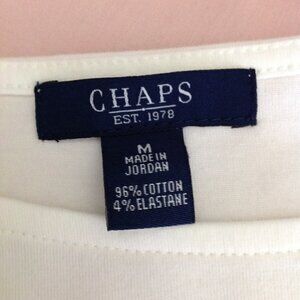 CHAPS
EST. 1978
M
MADE IN
JORDAN
96% COTTON
4% ELASTANE